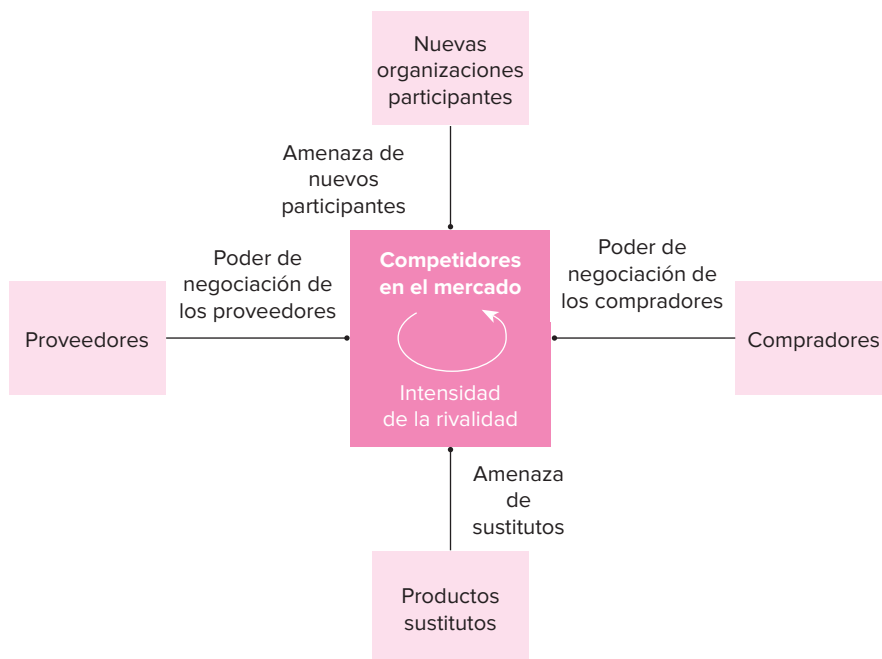 Nuevas
organizaciones
participantes
Amenaza de
nuevos
participantes
Poder de
negociación de
los proveedores
Competidores
en el mercado
Poder de
negociación de
los compradores
Proveedores
Compradores
Intensidad
de la rivalidad
Amenaza
de
sustitutos
Productos
sustitutos